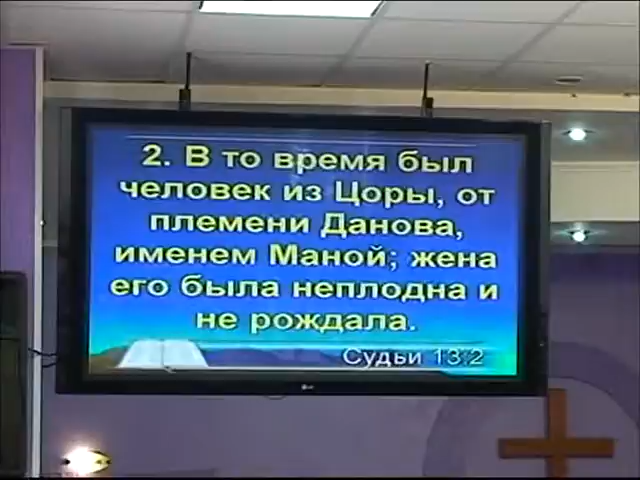 2. В то время был
человек из Цоры, от
племени Данова,
именем Маной; жена
его была неплодна и
не рождала.
Судьи 13:2
LG